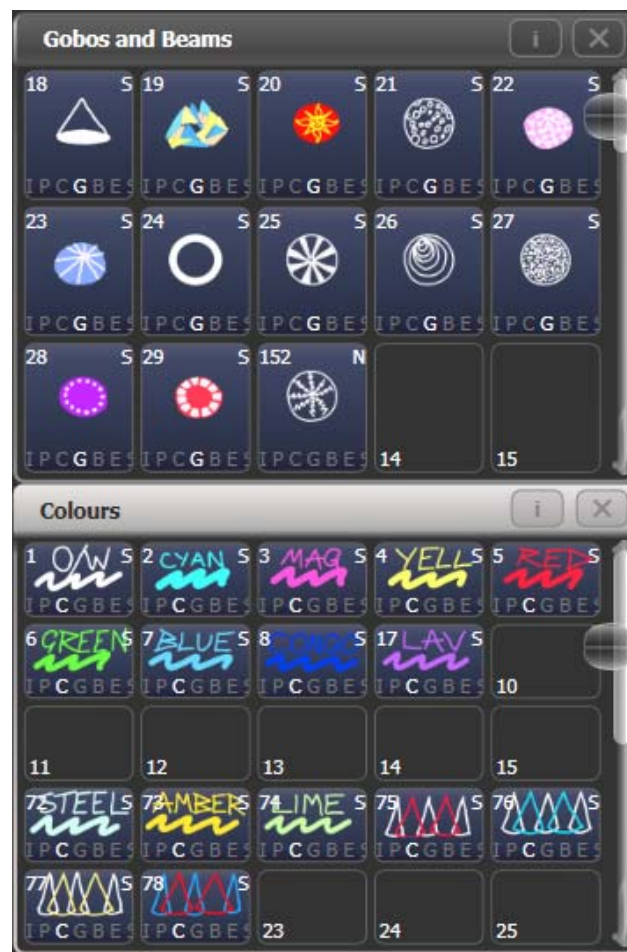 Gobos and Beams i
18 S 19 S 20 S 21 S 22 S
IPCGBES IPCGBES IPCGBES IPCGBES IPCGBES
23 S 24 S 25 S 26 S 27 S
IPCGBES IPCGBES IPCGBES IPCGBES IPCGBES
28 S 29 S 152 N
IPCGBES IPCGBES IPCGBES 14 15
Colours i
1 O/W S 2 CYAN S 3 MAG S 4 YELL S 5 RED S
IPCGBES IPCGBES IPCGBES IPCGBES IPCGBES
6 GREEN S 7 BLUE S 8 CONGO S 17 LAV S
IPCGBES IPCGBES IPCGBES IPCGBES 10
11 12 13 14 15
72 STEEL S 73 AMBER S 74 LIME S 75 S 76 S
IPCGBES IPCGBES IPCGBES IPCGBES IPCGBES
77 S 78 S
IPCGBES IPCGBES 23 24 25